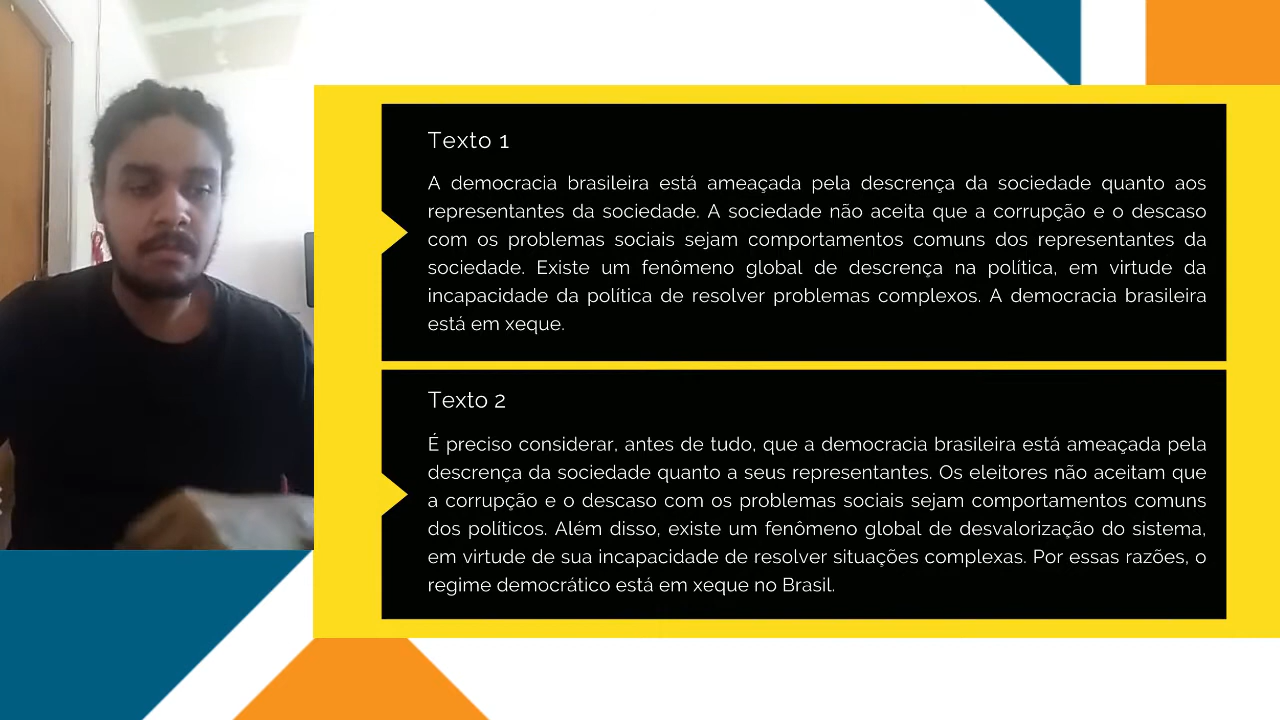 Texto 1
A democracia brasileira está ameaçada pela descrença da sociedade quanto aos
representantes da sociedade. A sociedade não aceita que a corrupção e o descaso
com os problemas sociais sejam comportamentos comuns dos representantes da
sociedade. Existe um fenômeno global de descrença na política, em virtude da
incapacidade da política de resolver problemas complexos. A democracia brasileira
está em xeque.
Texto 2
É preciso considerar, antes de tudo, que a democracia brasileira está ameaçada pela
descrença da sociedade quanto a seus representantes. Os eleitores não aceitam que
a corrupção e o descaso com os problemas sociais sejam comportamentos comuns
dos políticos. Além disso, existe um fenômeno global de desvalorização do sistema,
em virtude de sua incapacidade de resolver situações complexas. Por essas razões, o
regime democrático está em xeque no Brasil.